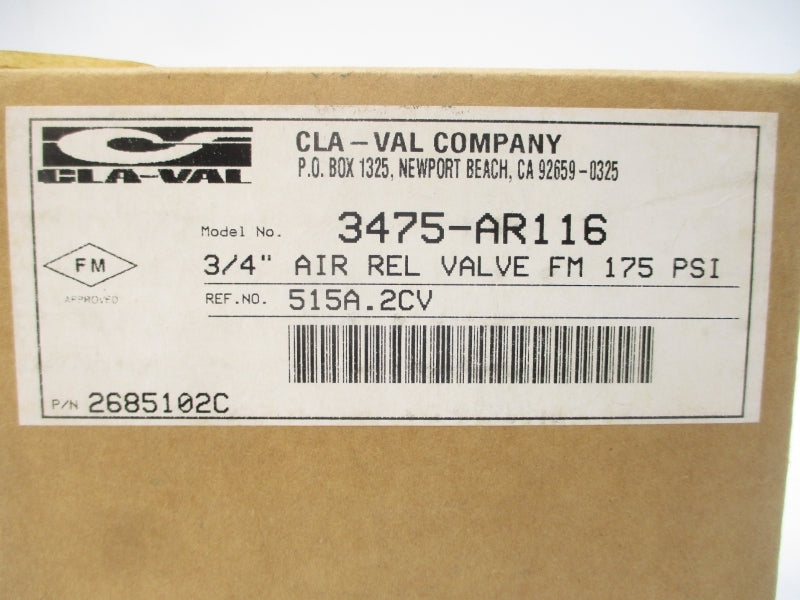 CLA-VAL
CLA-VAL COMPANY
P.O. BOX 1325, NEWPORT BEACH, CA 92659-0325
Model No. 3475-AR116
FM
APPROVED
3/4" AIR REL VALVE FM 175 PSI
REF.NO. 515A.2CV
P/N 2685102C